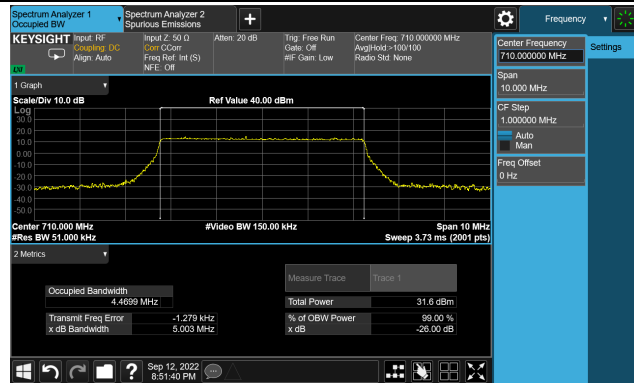 Spectrum Analyzer 1
Occupied BW
Spectrum Analyzer 2
Spurious Emissions
+
Frequency
KEYSIGHT
Input: RF
Coupling: DC
Align: Auto
Input Z: 50 Ω
Corr CCorr
Freq Ref: Int (S)
NFE: Off
Atten: 20 dB
Trig: Free Run
Gate: Off
#IF Gain: Low
Center Freq: 710.000000 MHz
Avg|Hold:>100/100
Radio Std: None
LXI
Center Frequency
710.000000 MHz
Settings
Span
10.000 MHz
CF Step
1.000000 MHz
Auto
Man
Freq Offset
0 Hz
1 Graph
Scale/Div 10.0 dB
Ref Value 40.00 dBm
Log
30.0
20.0
10.0
0.00
-10.0
-20.0
-30.0
-40.0
-50.0
Center 710.000 MHz
#Video BW 150.00 kHz
Span 10 MHz
#Res BW 51.000 kHz
Sweep 3.73 ms (2001 pts)
2 Metrics
Measure Trace
Trace 1
Occupied Bandwidth
4.4699 MHz
Total Power
31.6 dBm
Transmit Freq Error
-1.279 kHz
% of OBW Power
99.00 %
x dB Bandwidth
5.003 MHz
x dB
-26.00 dB
?
Sep 12, 2022
8:51:40 PM